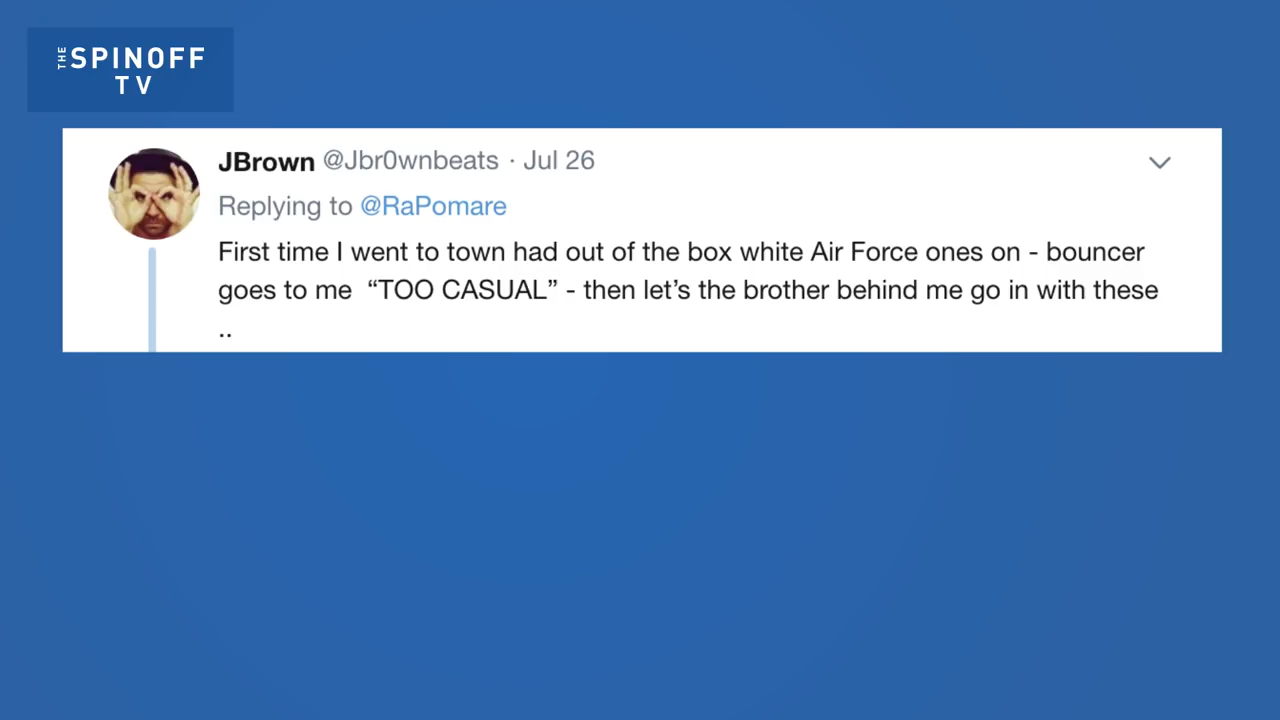 THE SPINOFF
TV
JBrown @Jbr0wnbeats · Jul 26
Replying to @RaPomare
First time I went to town had out of the box white Air Force ones on - bouncer
goes to me “TOO CASUAL” - then let’s the brother behind me go in with these
..